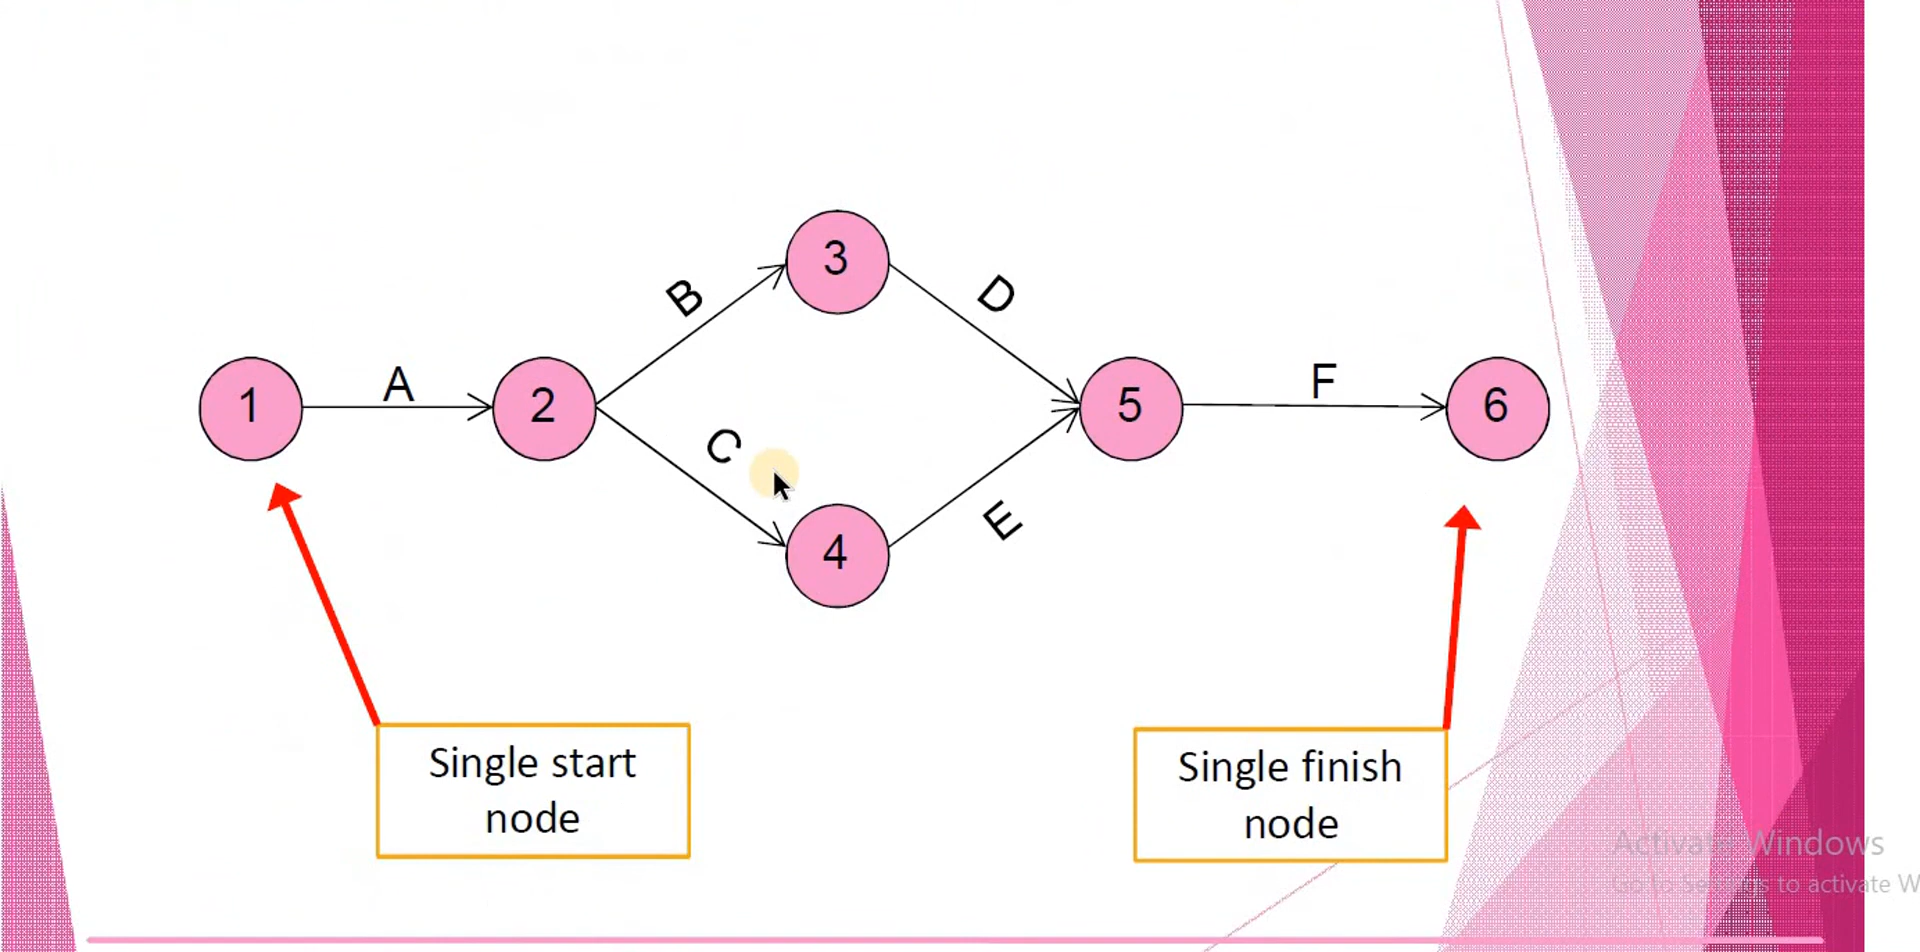 3
B
D
1
A
2
C
5
F
6
4
E
Single start
node
Single finish
node
Activate Windows
Go to Settings to activate W